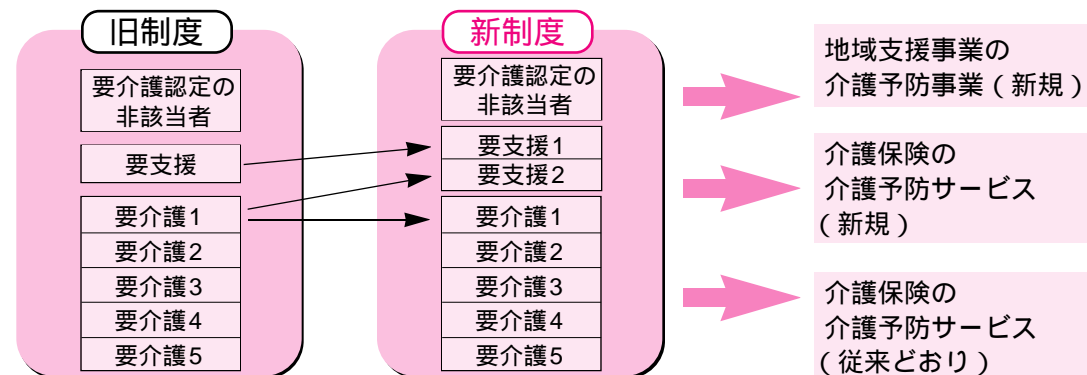 旧制度
要介護認定の
非該当者
要支援
要介護1
要介護2
要介護3
要介護4
要介護5
新制度
要介護認定の
非該当者
要支援1
要支援2
要介護1
要介護2
要介護3
要介護4
要介護5
地域支援事業の
介護予防事業（新規）
介護保険の
介護予防サービス
（新規）
介護保険の
介護予防サービス
（従来どおり）